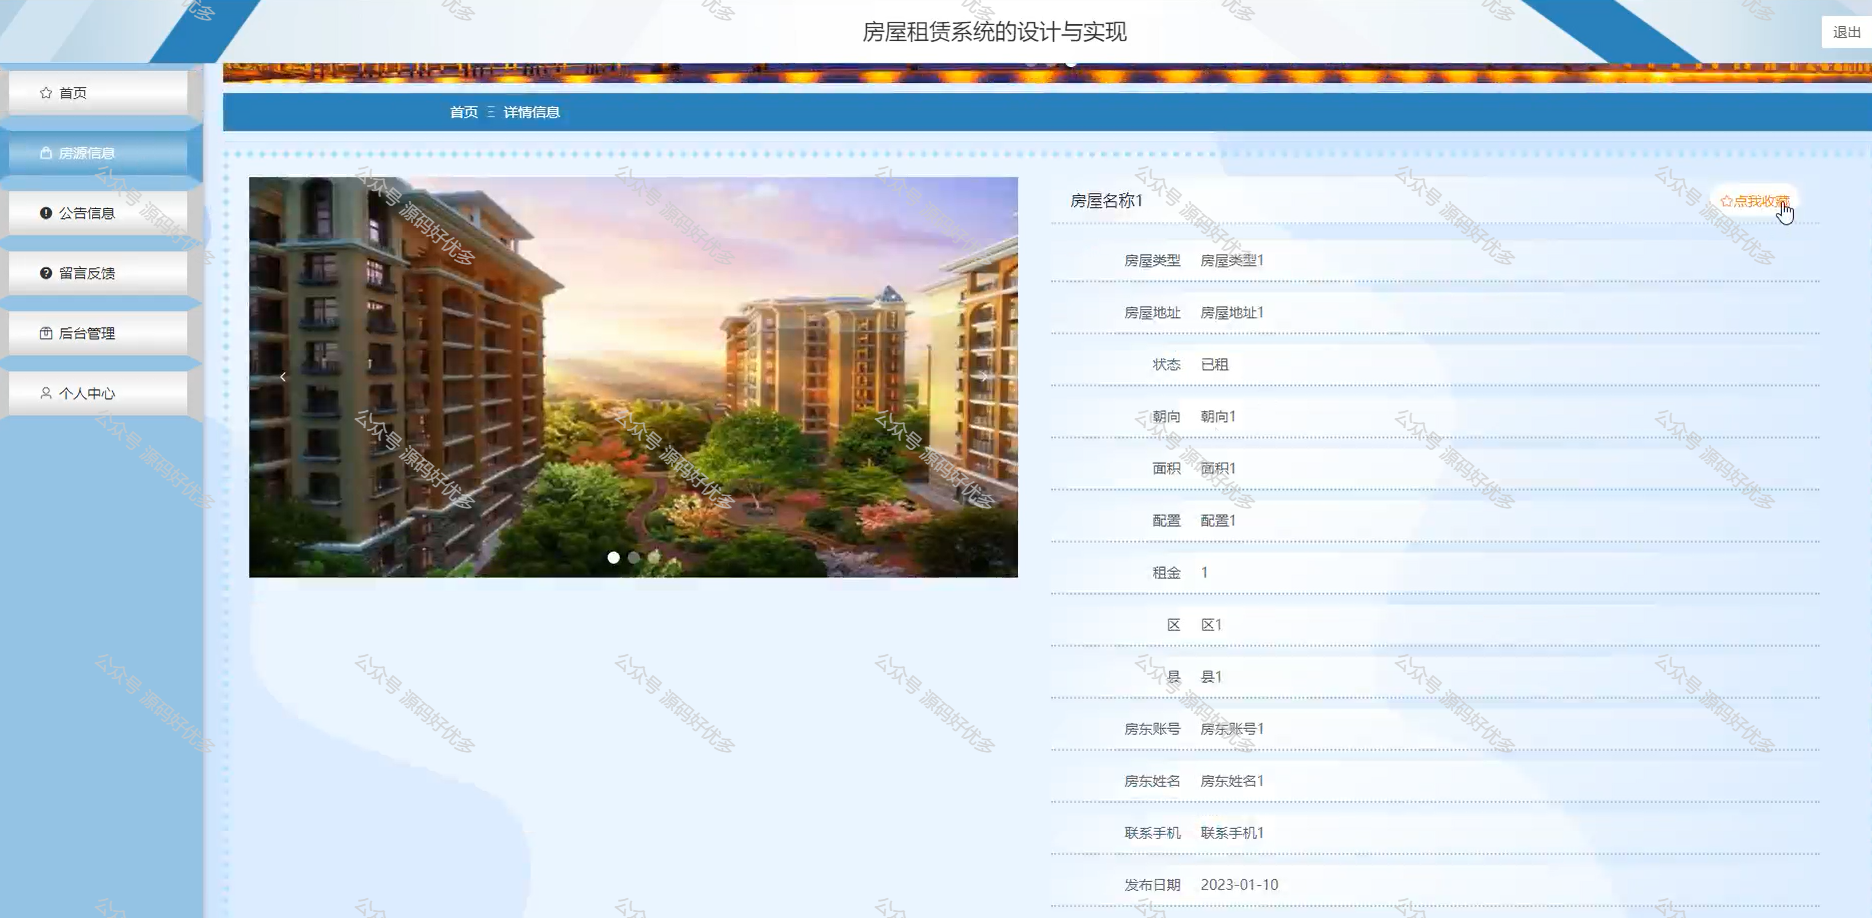 房屋租赁系统的设计与实现
退出
首页
房源信息
公告信息
留言反馈
后台管理
个人中心
首页 Ξ 详情信息
房屋名称1
☆点我收藏
房屋类型 房屋类型1
房屋地址 房屋地址1
状态 已租
朝向 朝向1
面积 面积1
配置 配置1
租金 1
区 区1
县 县1
房东账号 房东账号1
房东姓名 房东姓名1
联系手机 联系手机1
发布日期 2023-01-10
公众号 源码好优多